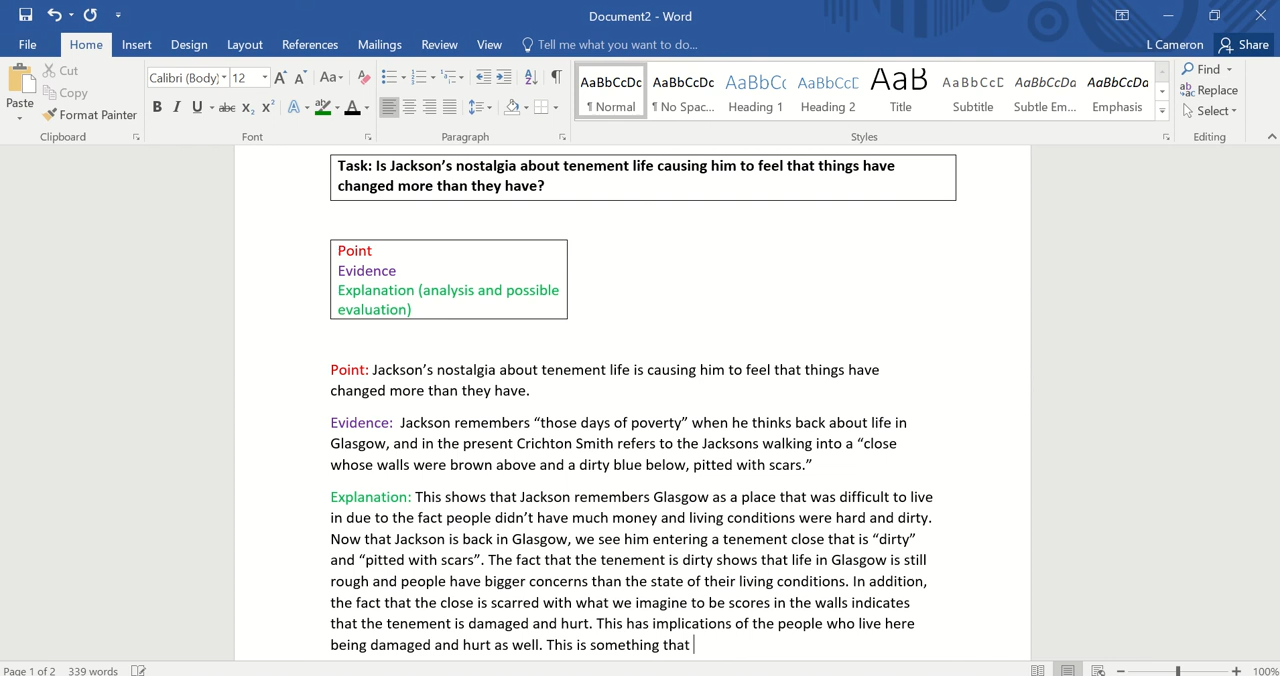 Document2 - Word
File Home Insert Design Layout References Mailings Review View Tell me what you want to do... L Cameron Share
Paste Cut Copy Format Painter Clipboard
Calibri (Body) 12 Aa
B I U abc X₂ X² A aby A Font
Paragraph
AaBbCcDc AaBbCcDc AaBbC( AaBbCcE AaB AaBbCcD AaBbCcDa AaBbCcDa
¶ Normal ¶ No Spac... Heading 1 Heading 2 Title Subtitle Subtle Em... Emphasis
Styles
Find Replace Select Editing
Task: Is Jackson’s nostalgia about tenement life causing him to feel that things have
changed more than they have?
Point
Evidence
Explanation (analysis and possible
evaluation)
Point: Jackson’s nostalgia about tenement life is causing him to feel that things have
changed more than they have.
Evidence: Jackson remembers “those days of poverty” when he thinks back about life in
Glasgow, and in the present Crichton Smith refers to the Jacksons walking into a “close
whose walls were brown above and a dirty blue below, pitted with scars.”
Explanation: This shows that Jackson remembers Glasgow as a place that was difficult to live
in due to the fact people didn’t have much money and living conditions were hard and dirty.
Now that Jackson is back in Glasgow, we see him entering a tenement close that is “dirty”
and “pitted with scars”. The fact that the tenement is dirty shows that life in Glasgow is still
rough and people have bigger concerns than the state of their living conditions. In addition,
the fact that the close is scarred with what we imagine to be scores in the walls indicates
that the tenement is damaged and hurt. This has implications of the people who live here
being damaged and hurt as well. This is something that
Page 1 of 2 339 words 100%